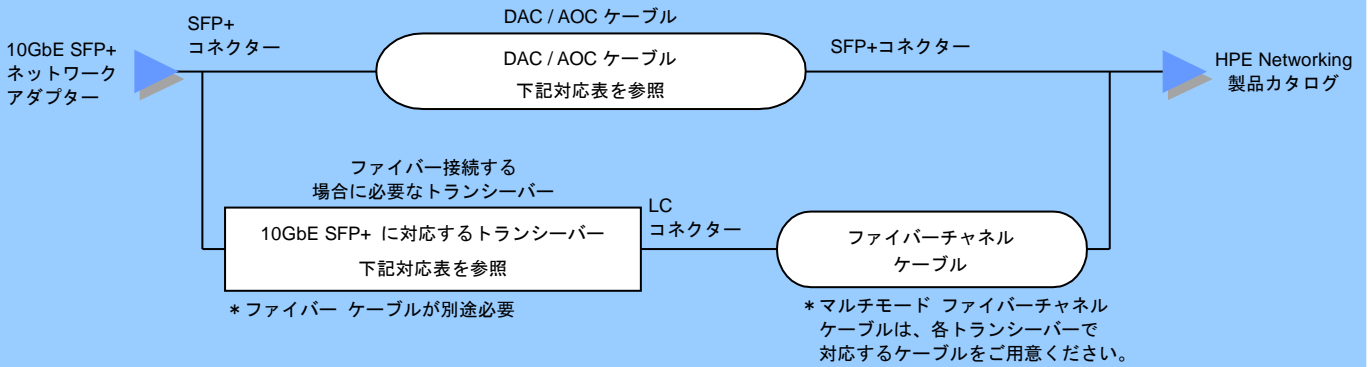 10GbE SFP+
ネットワーク
アダプター
SFP+
コネクター
DAC / AOC ケーブル
DAC / AOC ケーブル
下記対応表を参照
SFP+コネクター
HPE Networking
製品カタログ
ファイバー接続する
場合に必要なトランシーバー
10GbE SFP+ に対応するトランシーバー
下記対応表を参照
＊ファイバー ケーブルが別途必要
LC
コネクター
ファイバーチャネル
ケーブル
＊マルチモード ファイバーチャネル
ケーブルは、各トランシーバーで
対応するケーブルをご用意ください。